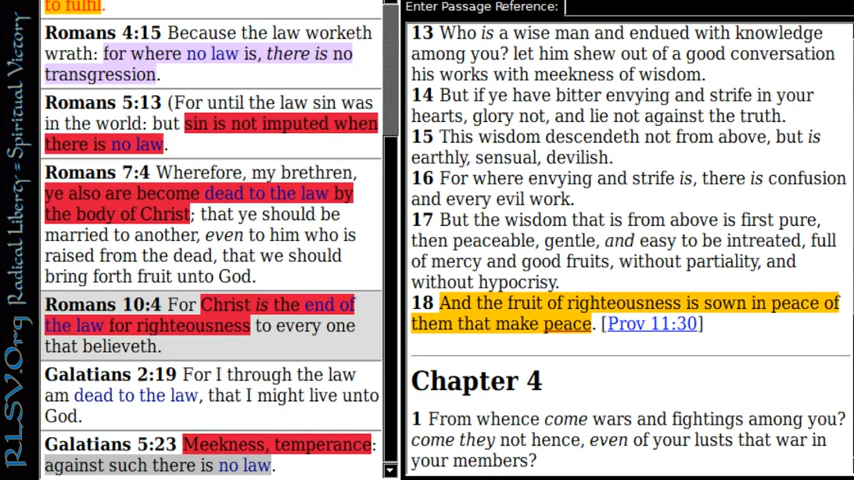 RLSV.Org Radical Liberty = Spiritual Victory
to fulfil.
Romans 4:15 Because the law worketh
wrath: for where no law is, there is no
transgression.
Romans 5:13 (For until the law sin was
in the world: but sin is not imputed when
there is no law.
Romans 7:4 Wherefore, my brethren,
ye also are become dead to the law by
the body of Christ; that ye should be
married to another, even to him who is
raised from the dead, that we should
bring forth fruit unto God.
Romans 10:4 For Christ is the end of
the law for righteousness to every one
that believeth.
Galatians 2:19 For I through the law
am dead to the law, that I might live unto
God.
Galatians 5:23 Meekness, temperance:
against such there is no law.
Enter Passage Reference:
13 Who is a wise man and endued with knowledge
among you? let him shew out of a good conversation
his works with meekness of wisdom.
14 But if ye have bitter envying and strife in your
hearts, glory not, and lie not against the truth.
15 This wisdom descendeth not from above, but is
earthly, sensual, devilish.
16 For where envying and strife is, there is confusion
and every evil work.
17 But the wisdom that is from above is first pure,
then peaceable, gentle, and easy to be intreated, full
of mercy and good fruits, without partiality, and
without hypocrisy.
18 And the fruit of righteousness is sown in peace of
them that make peace. [Prov 11:30]
Chapter 4
1 From whence come wars and fightings among you?
come they not hence, even of your lusts that war in
your members?